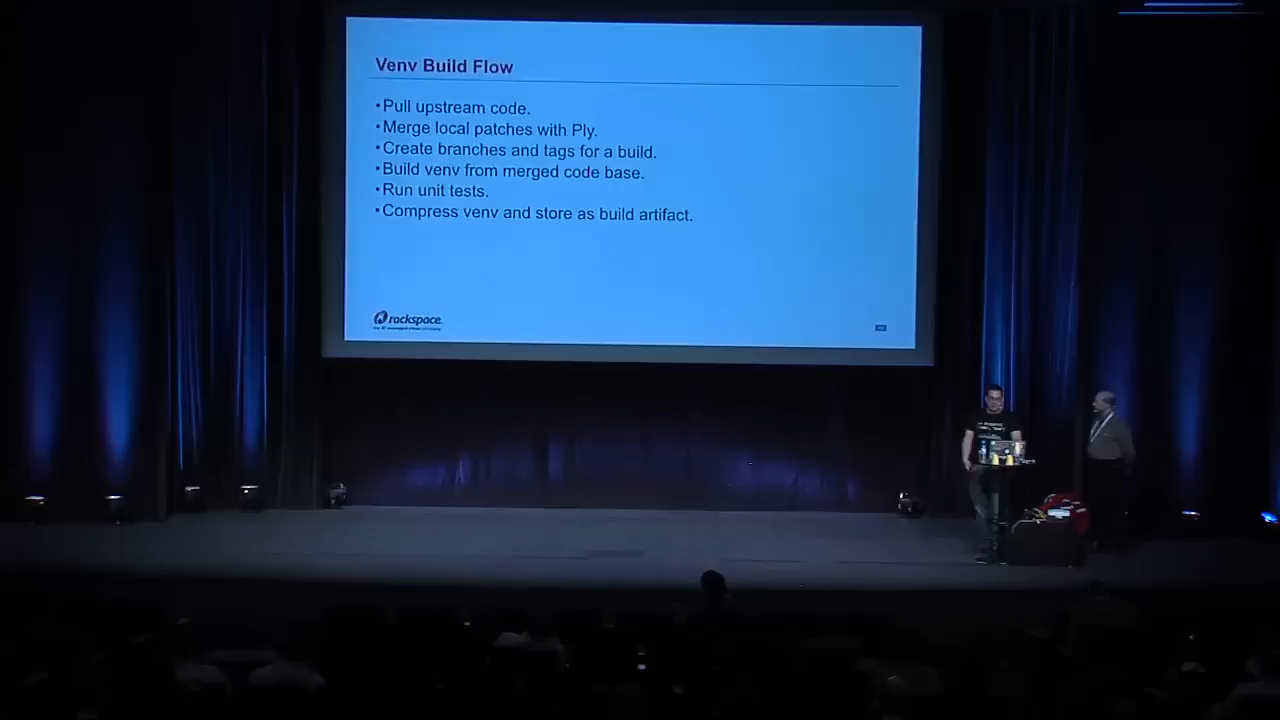 Venv Build Flow
•Pull upstream code.
•Merge local patches with Ply.
•Create branches and tags for a build.
•Build venv from merged code base.
•Run unit tests.
•Compress venv and store as build artifact.
rackspace